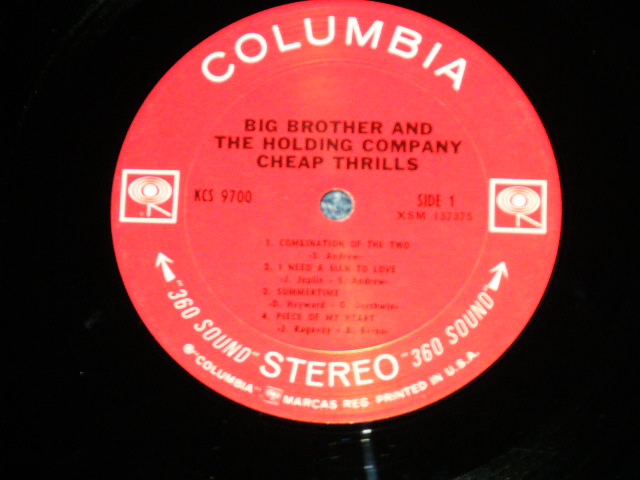 COLUMBIA
BIG BROTHER AND
THE HOLDING COMPANY
CHEAP THRILLS
KCS 9700
SIDE 1
XSM 137375
1. COMBINATION OF THE TWO
-S. Andrew-
2. I NEED A MAN TO LOVE
-J. Joplin - S. Andrew-
3. SUMMERTIME
-D. Heyward - G. Gershwin-
4. PIECE OF MY HEART
-J. Ragavoy - B. Berns-
"360 SOUND" STEREO "360 SOUND"
® "COLUMBIA" MARCAS REG. PRINTED IN U.S.A.